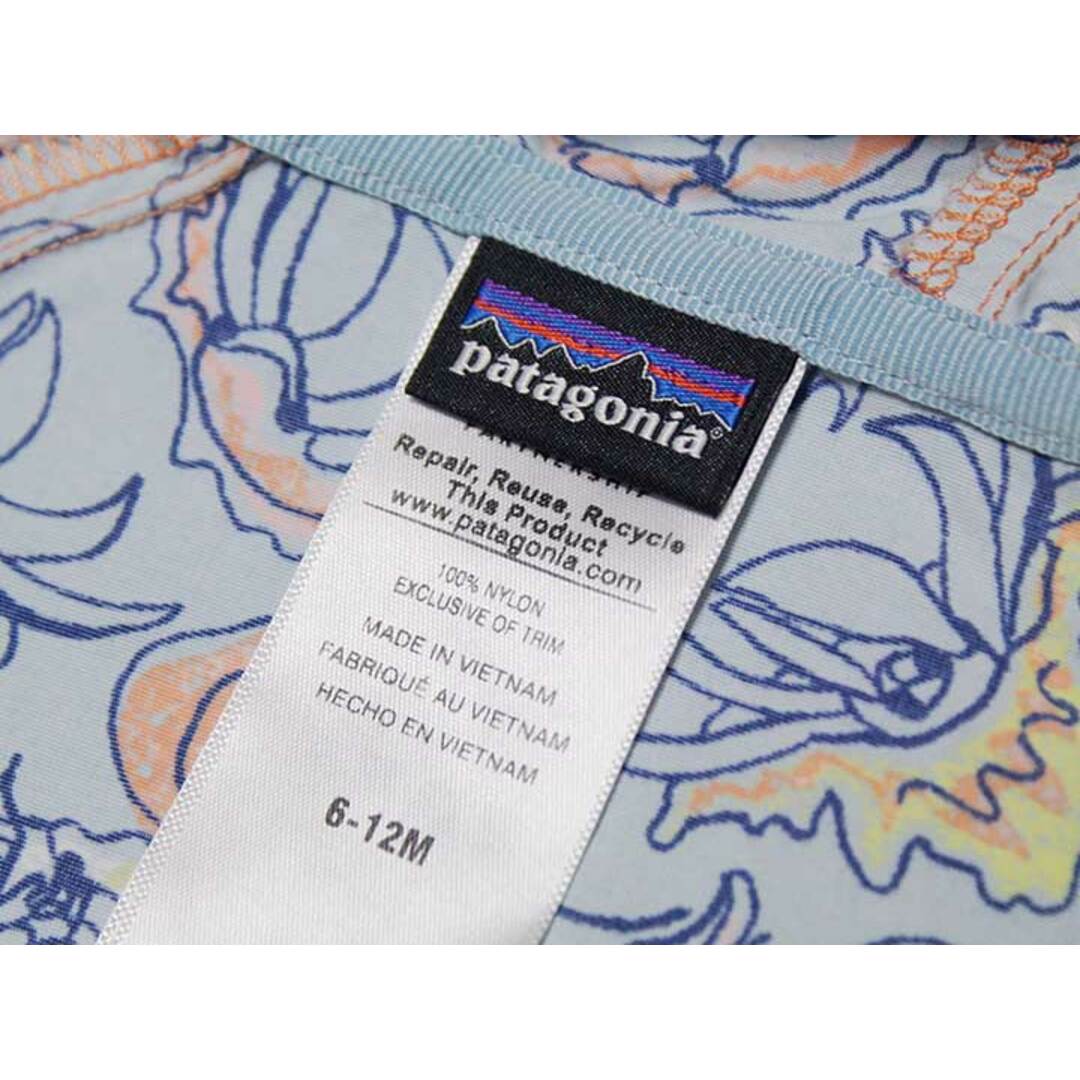 patagonia®
PARTNERSHIP
Repair, Reuse, Recycle
This Product
www.patagonia.com
100% NYLON
EXCLUSIVE OF TRIM
MADE IN VIETNAM
FABRIQUÉ AU VIETNAM
HECHO EN VIETNAM
6-12M